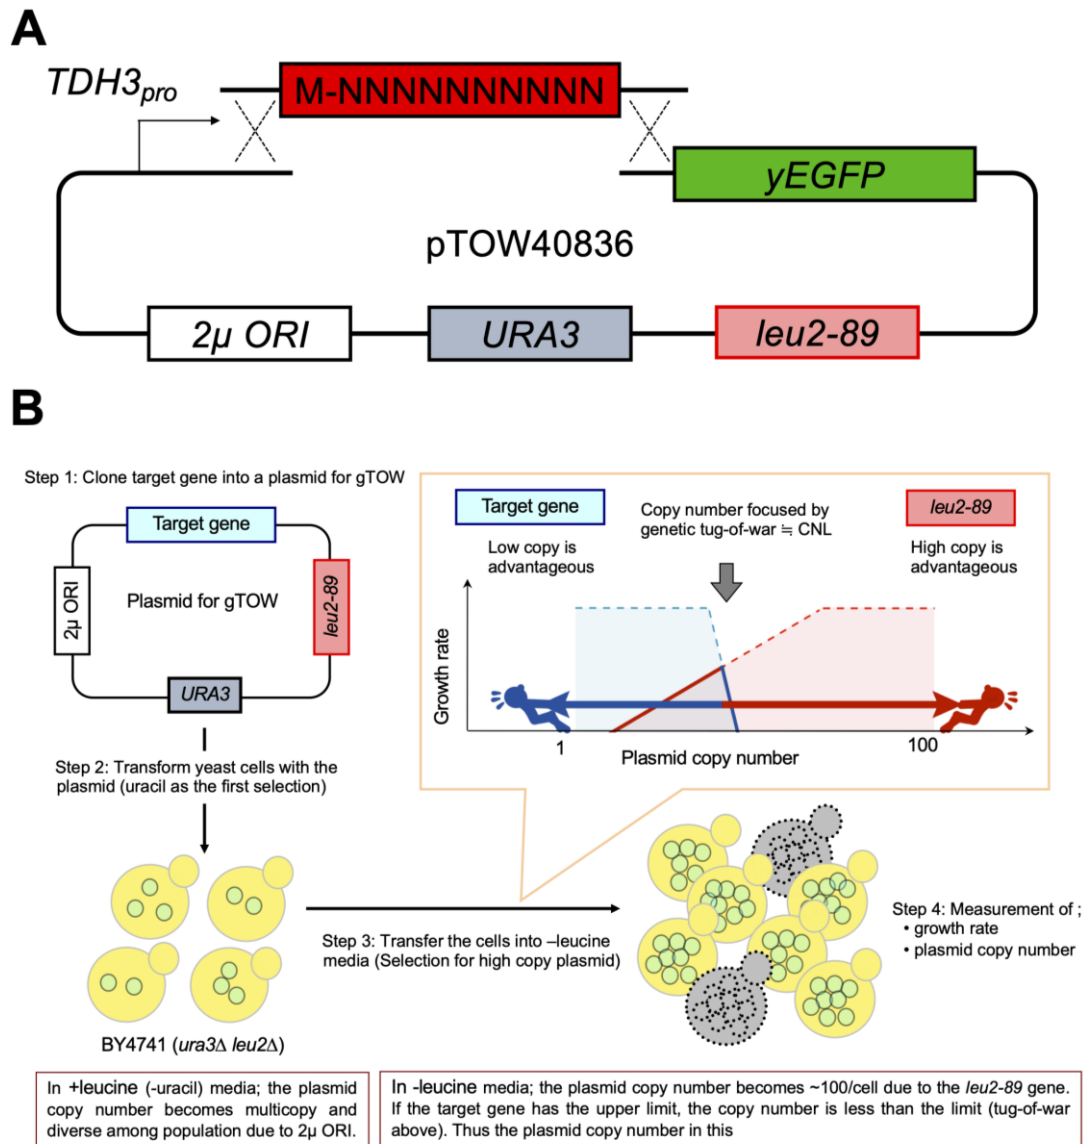 A
TDH3pro
M-NNNNNNNNNN
yEGFP
pTOW40836
2μ ORI
URA3
leu2-89
B
Step 1: Clone target gene into a plasmid for gTOW
Target gene
2μ ORI
Plasmid for gTOW
leu2-89
URA3
Step 2: Transform yeast cells with the
plasmid (uracil as the first selection)
BY4741 (ura3Δ leu2Δ)
Target gene
Low copy is
advantageous
Copy number focused by
genetic tug-of-war ≒ CNL
leu2-89
High copy is
advantageous
Growth rate
1
Plasmid copy number
100
Step 3: Transfer the cells into –leucine
media (Selection for high copy plasmid)
Step 4: Measurement of ;
• growth rate
• plasmid copy number
In +leucine (-uracil) media; the plasmid
copy number becomes multicopy and
diverse among population due to 2μ ORI.
In -leucine media; the plasmid copy number becomes ~100/cell due to the leu2-89 gene.
If the target gene has the upper limit, the copy number is less than the limit (tug-of-war
above). Thus the plasmid copy number in this